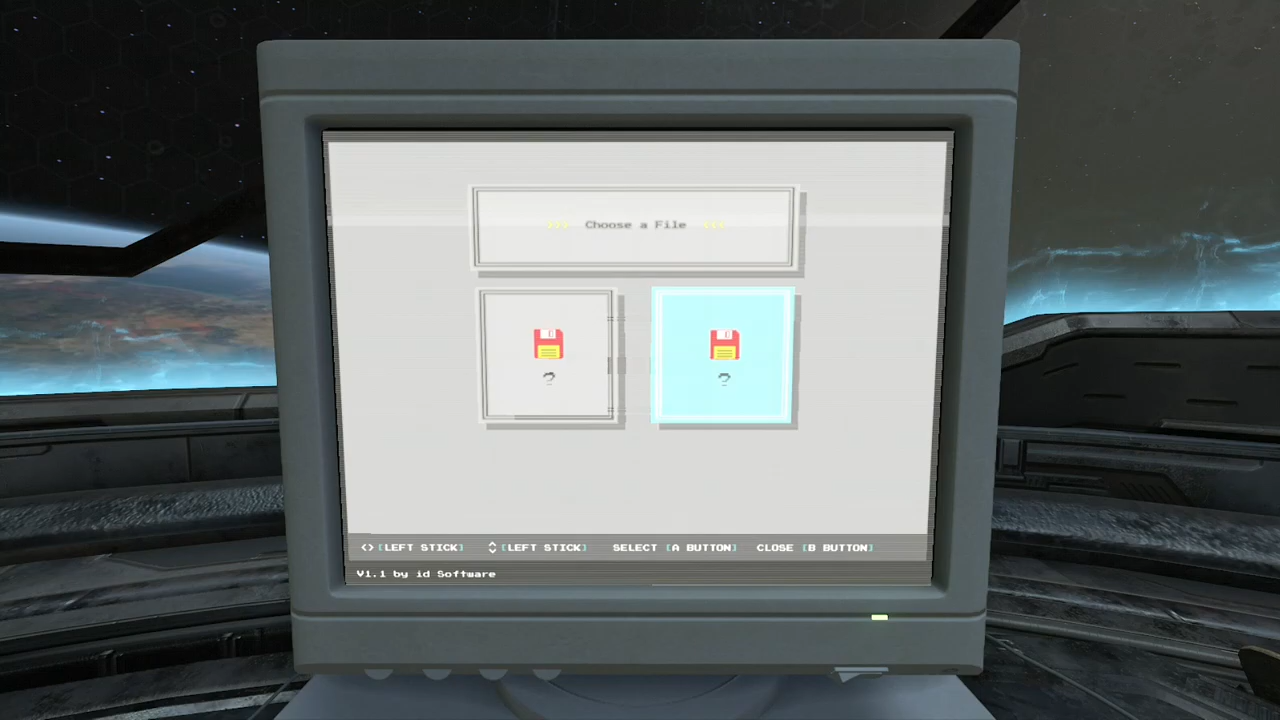 >>> Choose a File <<<
? ?
<>[LEFT STICK] [LEFT STICK] SELECT [A BUTTON] CLOSE [B BUTTON]
V1.1 by id Software